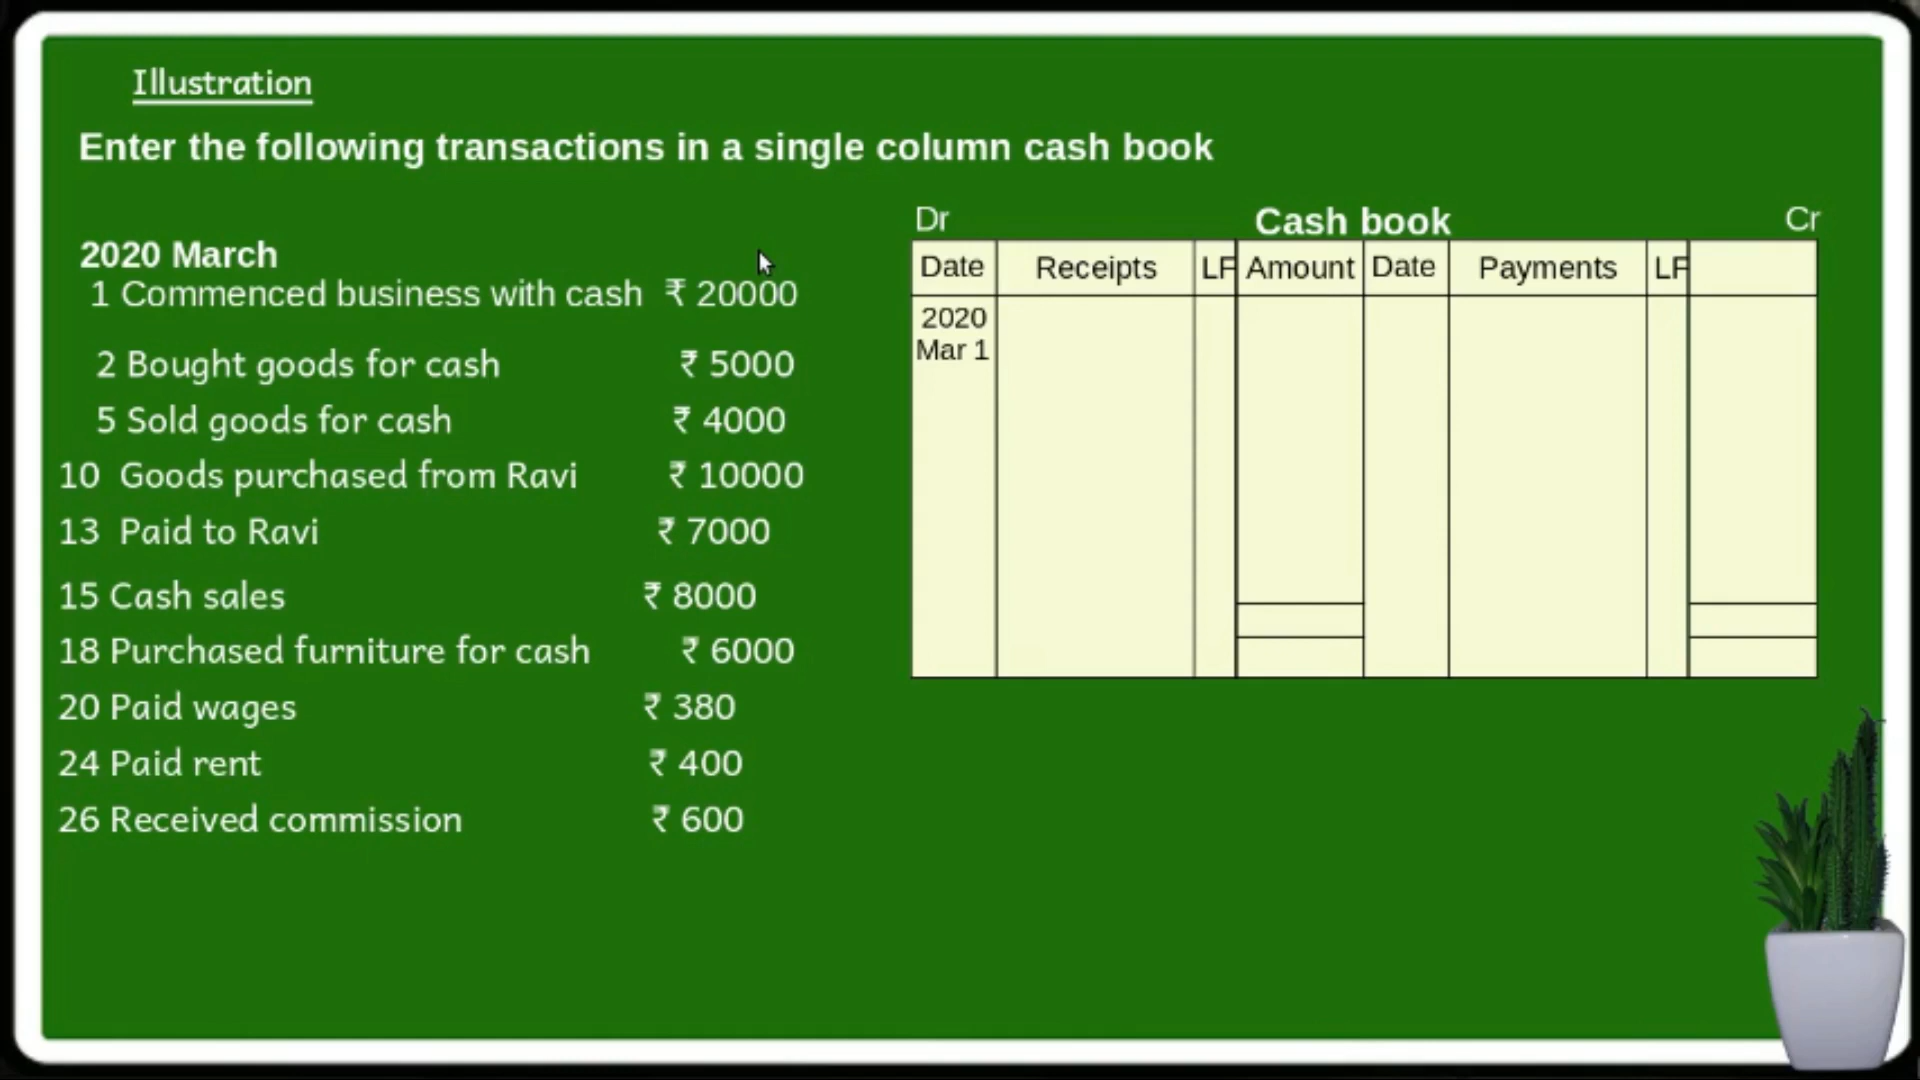 Illustration
Enter the following transactions in a single column cash book
2020 March
1 Commenced business with cash ₹ 20000
2 Bought goods for cash ₹ 5000
5 Sold goods for cash ₹ 4000
10 Goods purchased from Ravi ₹ 10000
13 Paid to Ravi ₹ 7000
15 Cash sales ₹ 8000
18 Purchased furniture for cash ₹ 6000
20 Paid wages ₹ 380
24 Paid rent ₹ 400
26 Received commission ₹ 600
Dr Cash book Cr
Date Receipts LF Amount Date Payments LF
2020
Mar 1